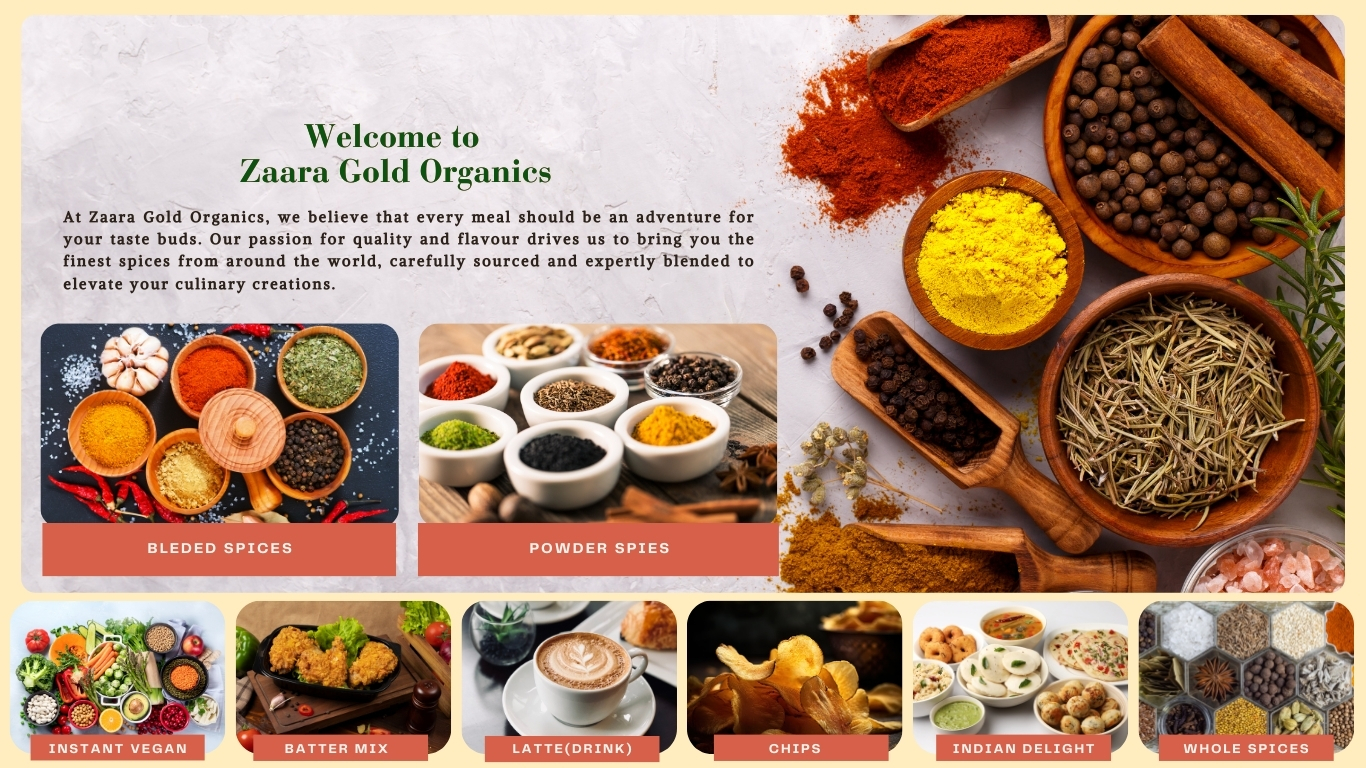 Welcome to
Zaara Gold Organics
At Zaara Gold Organics, we believe that every meal should be an adventure for
your taste buds. Our passion for quality and flavour drives us to bring you the
finest spices from around the world, carefully sourced and expertly blended to
elevate your culinary creations.
BLEDED SPICES
POWDER SPIES
INSTANT VEGAN
BATTER MIX
LATTE(DRINK)
CHIPS
INDIAN DELIGHT
WHOLE SPICES